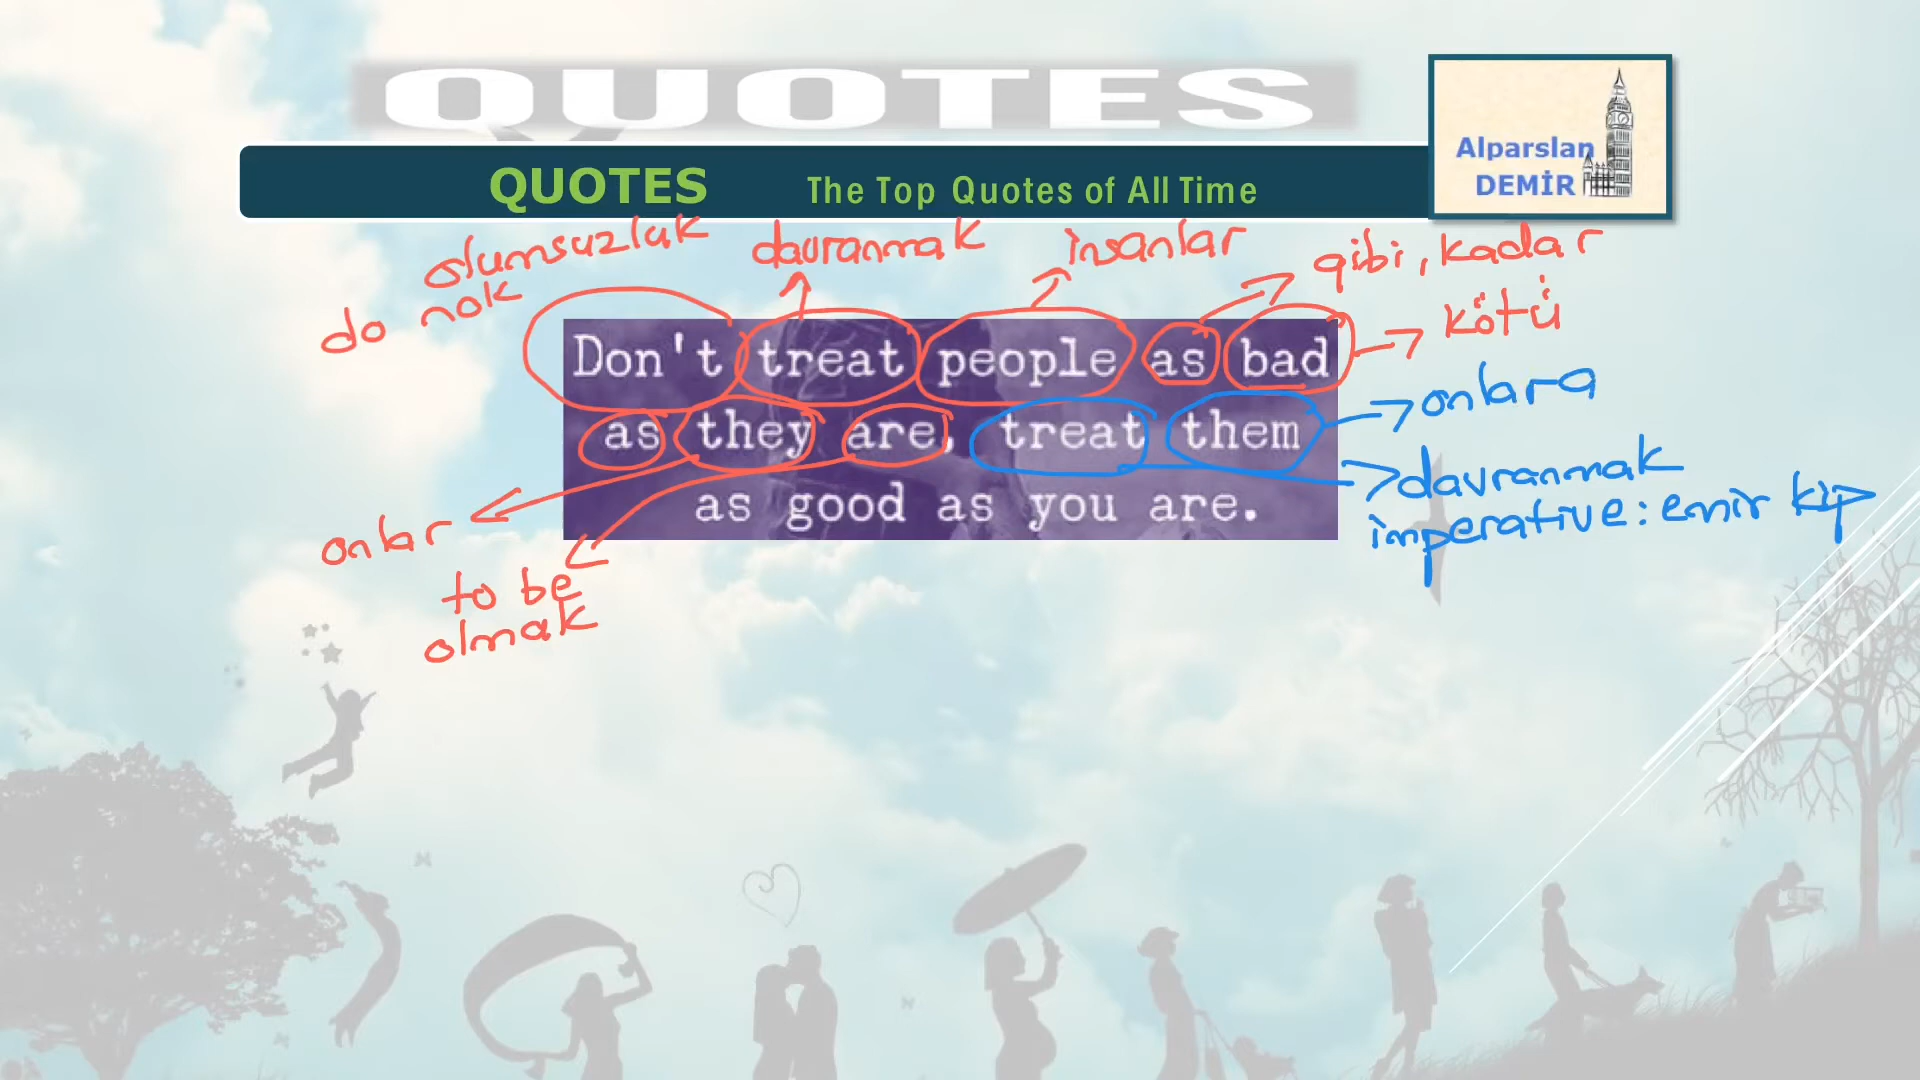 QUOTES
QUOTES The Top Quotes of All Time
Alparslan
DEMİR
olumsuzluk davranmak insanlar gibi, kadar
do nok kötü
Don't treat people as bad
onlara
as they are, treat them
davranmak
as good as you are.
imperative: emir kip
onlar
to be
olmak